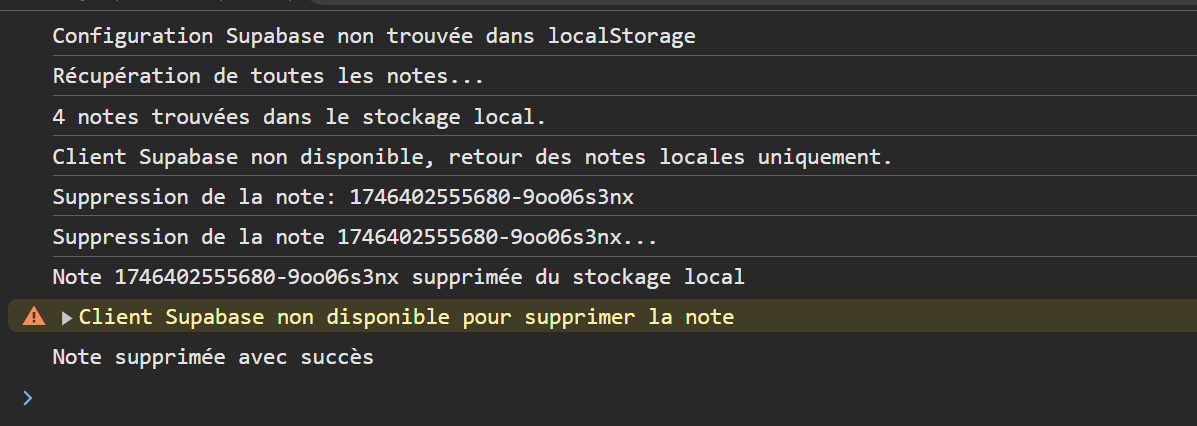 Configuration Supabase non trouvée dans localStorage
Récupération de toutes les notes...
4 notes trouvées dans le stockage local.
Client Supabase non disponible, retour des notes locales uniquement.
Suppression de la note: 1746402555680-9oo06s3nx
Suppression de la note 1746402555680-9oo06s3nx...
Note 1746402555680-9oo06s3nx supprimée du stockage local
Client Supabase non disponible pour supprimer la note
Note supprimée avec succès